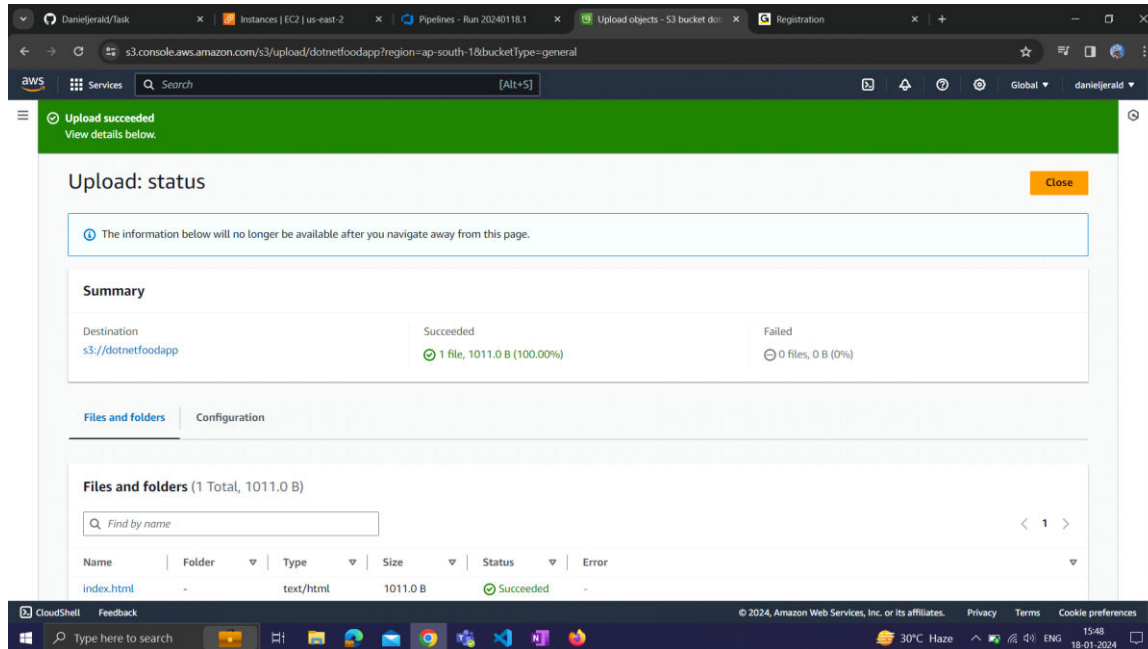 Danieljerald/Task
Instances | EC2 | us-east-2
Pipelines - Run 20240118.1
Upload objects - S3 bucket dot
Registration
s3.console.aws.amazon.com/s3/upload/dotnetfoodapp?region=ap-south-1&bucketType=general
aws
Services
Search
[Alt+S]
Global
danieljerald
Upload succeeded
View details below.
Upload: status
Close
The information below will no longer be available after you navigate away from this page.
Summary
Destination
Succeeded
Failed
s3://dotnetfoodapp
1 file, 1011.0 B (100.00%)
0 files, 0 B (0%)
Files and folders
Configuration
Files and folders (1 Total, 1011.0 B)
Find by name
1
Name
Folder
Type
Size
Status
Error
index.html
-
text/html
1011.0 B
Succeeded
-
CloudShell
Feedback
© 2024, Amazon Web Services, Inc. or its affiliates.
Privacy
Terms
Cookie preferences
Type here to search
30°C Haze
ENG
15:48
18-01-2024